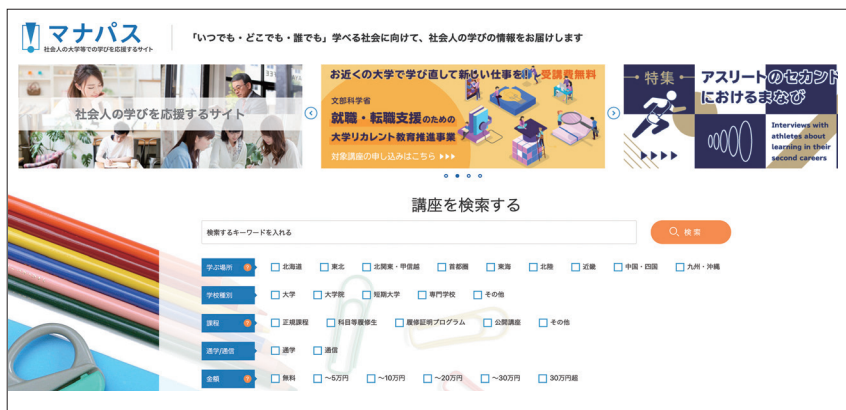 マナパス
社会人の大学等での学びを応援するサイト
「いつでも・どこでも・誰でも」学べる社会に向けて、社会人の学びの情報をお届けします
社会人の学びを応援するサイト
お近くの大学で学び直して新しい仕事を!! 受講費無料
文部科学省
就職・転職支援のための
大学リカレント教育推進事業
対象講座の申し込みはこちら ▶▶▶
特集
アスリートのセカンド
におけるまなび
Interviews with
athletes about
learning in their
second careers
講座を検索する
検索するキーワードを入れる
検索
学ぶ場所 ? 北海道 東北 北関東・甲信越 首都圏 東海 北陸 近畿 中国・四国 九州・沖縄
学校種別 大学 大学院 短期大学 専門学校 その他
課程 ? 正規課程 科目等履修生 履修証明プログラム 公開講座 その他
通学/通信 通学 通信
金額 ? 無料 ～5万円 ～10万円 ～20万円 ～30万円 30万円超